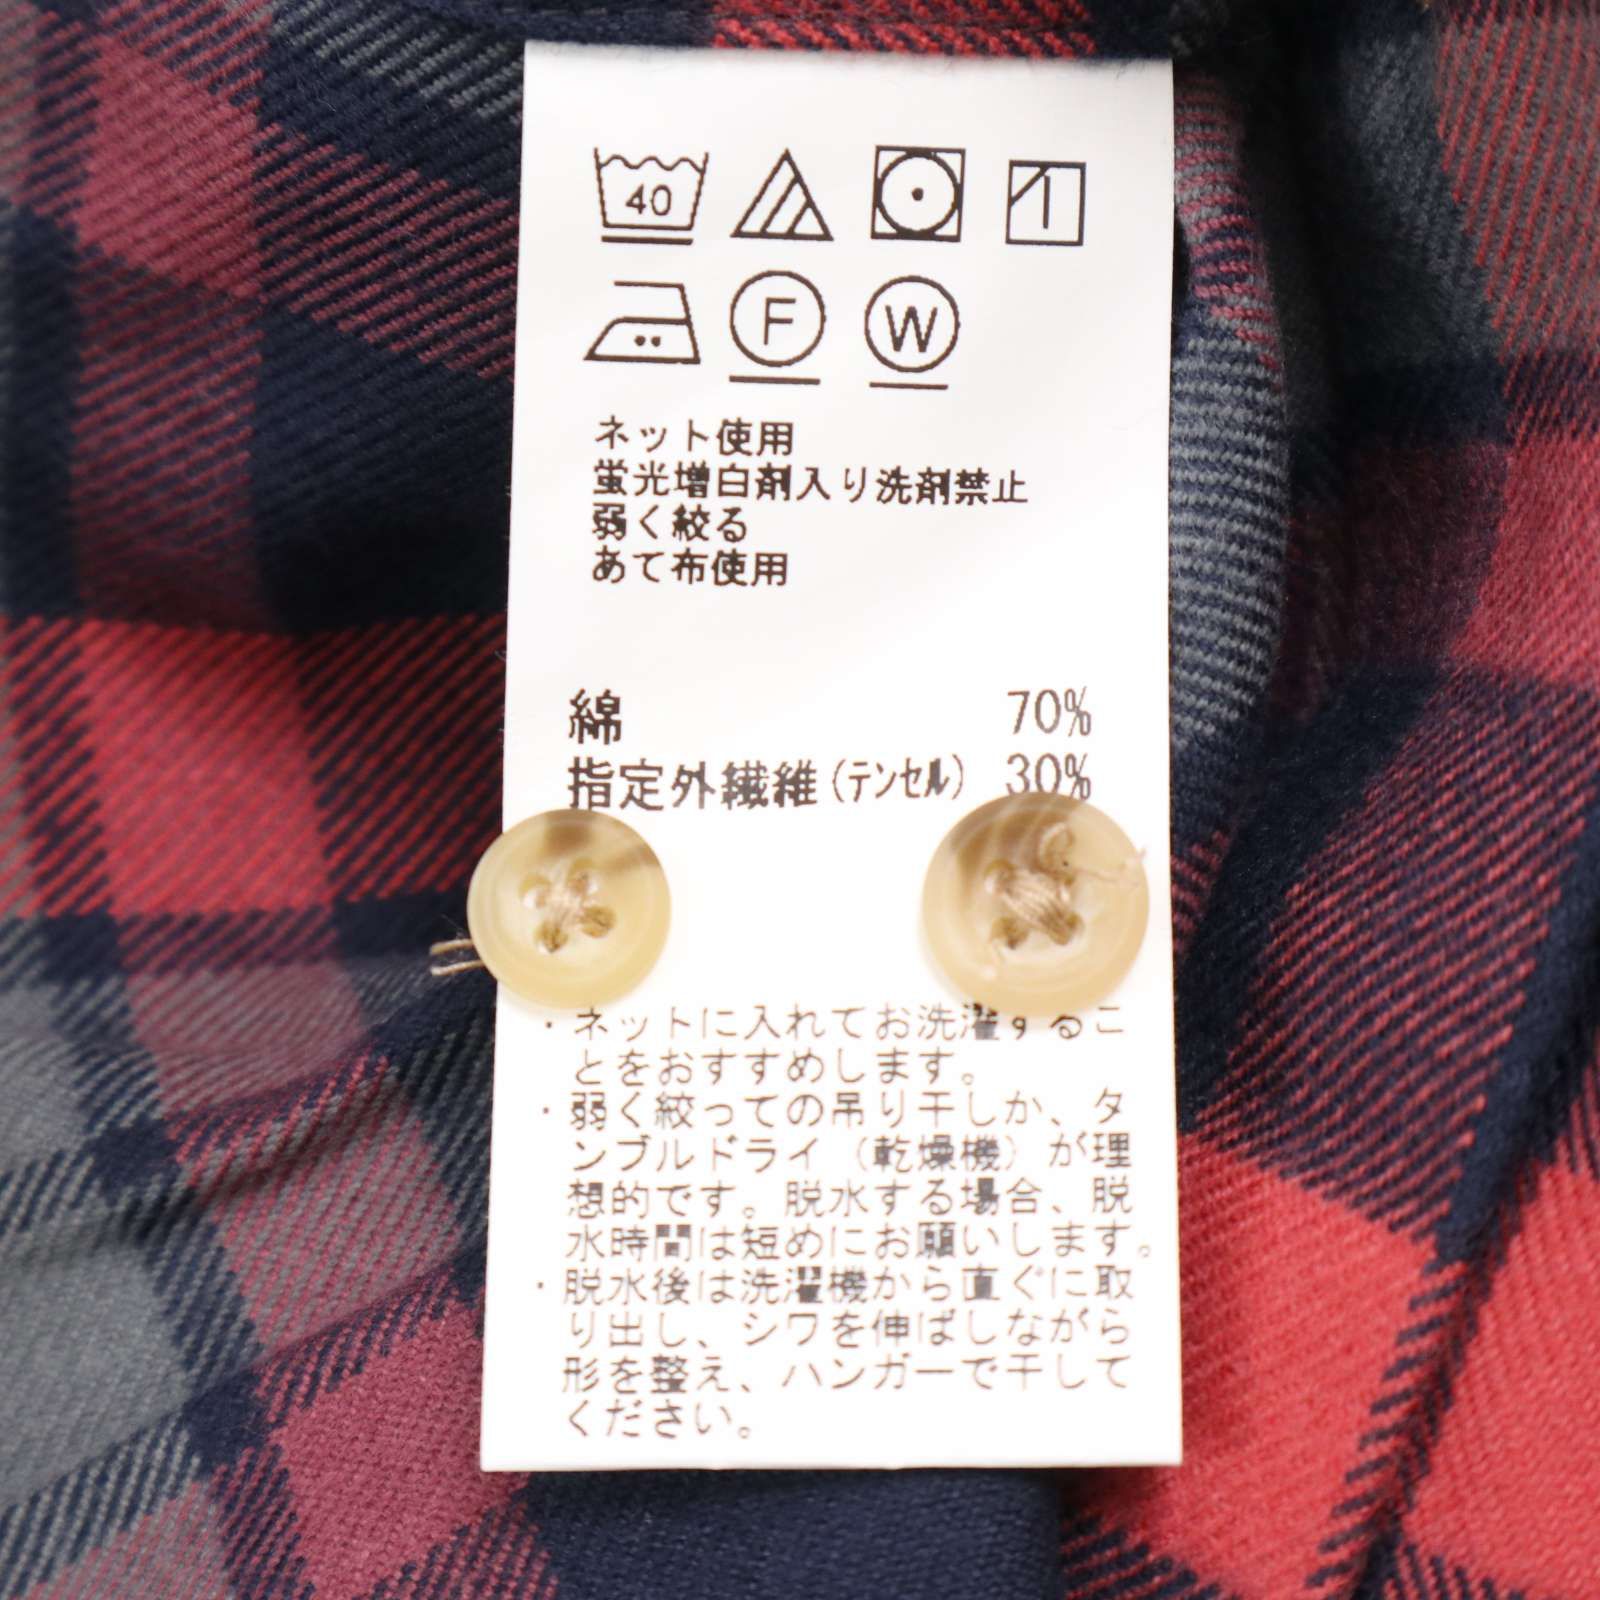 40
F
W
ネット使用
蛍光増白剤入り洗剤禁止
弱く絞る
あて布使用
綿 70%
指定外繊維(テンセル) 30%
・ネットに入れてお洗濯するこ
とをおすすめします。
・弱く絞っての吊り干しか、タ
ンブルドライ(乾燥機)が理
想的です。脱水する場合、脱
水時間は短めにお願いします。
・脱水後は洗濯機から直ぐに取
り出し、シワを伸ばしながら
形を整え、ハンガーで干して
ください。